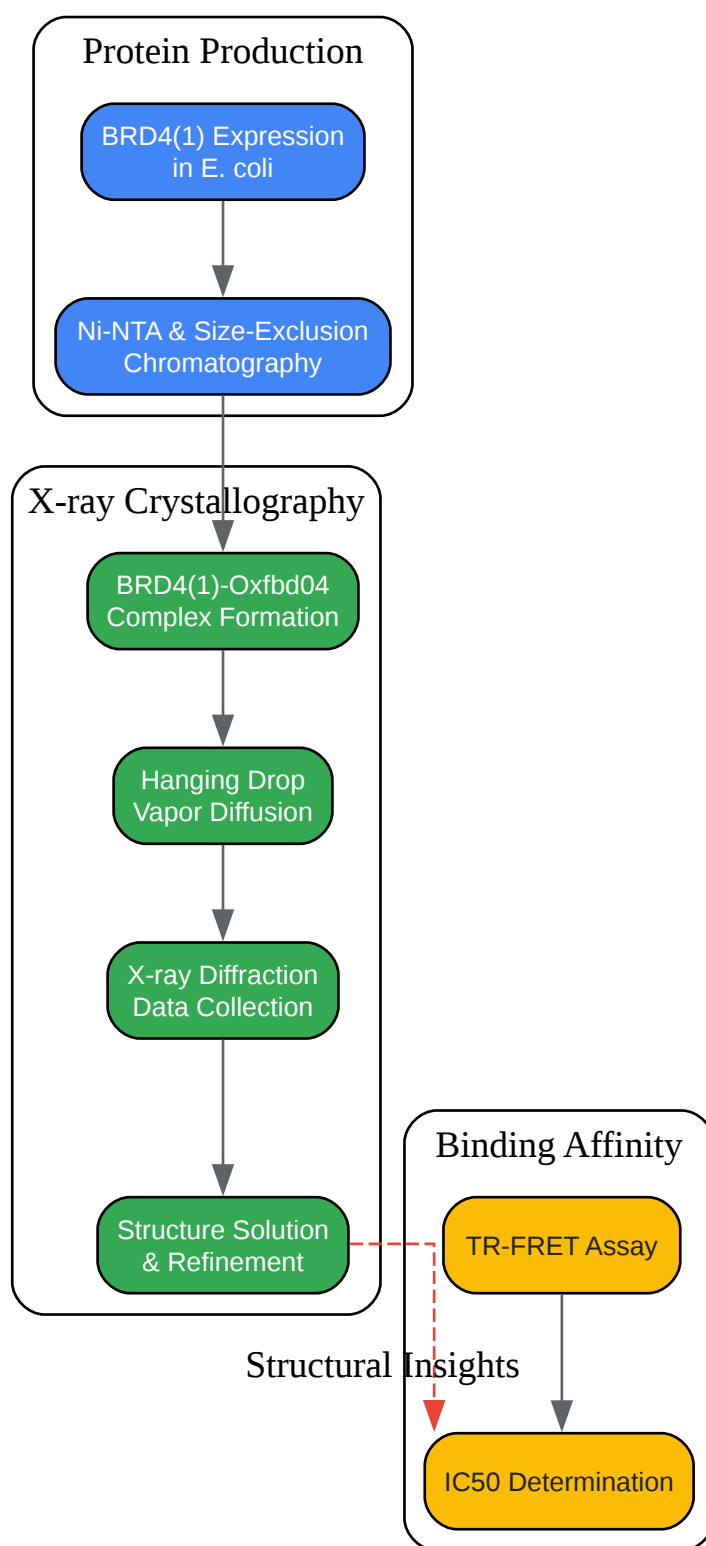 Protein Production
BRD4(1) Expression
in E. coli
Ni-NTA & Size-Exclusion
Chromatography
X-ray Crystallography
BRD4(1)-Oxfbd04
Complex Formation
Hanging Drop
Vapor Diffusion
X-ray Diffraction
Data Collection
Structure Solution
& Refinement
Binding Affinity
TR-FRET Assay
Structural Insights
IC50 Determination